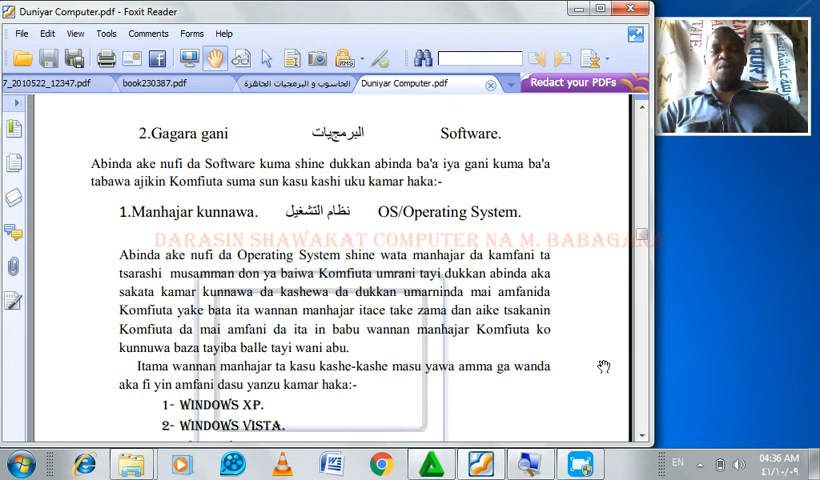 Duniyar Computer.pdf - Foxit Reader
File Edit View Tools Comments Forms Help
7_2010522_12347.pdf book230387.pdf الحاسوب و البرمجيات الجاهزة Duniyar Computer.pdf Redact your PDFs
2.Gagara gani البرمجيات Software.
Abinda ake nufi da Software kuma shine dukkan abinda ba'a iya gani kuma ba'a
tabawa ajikin Komfiuta suma sun kasu kashi uku kamar haka:-
1.Manhajar kunnawa. نظام التشغيل OS/Operating System.
DARASIN SHAWAKAT COMPUTER NA M. BABAGANA
Abinda ake nufi da Operating System shine wata manhajar da kamfani ta
tsarashi musamman don ya baiwa Komfiuta umrani tayi dukkan abinda aka
sakata kamar kunnawa da kashewa da dukkan umaminda mai amfanida
Komfiuta yake bata ita wannan manhajar itace take zama dan aike tsakanin
Komfiuta da mai amfani da ita in babu wannan manhajar Komfiuta ko
kunnuwa baza tayiba balle tayi wani abu.
Itama wannan manhajar ta kasu kashe-kashe masu yawa amma ga wanda
aka fi yin amfani dasu yanzu kamar haka:-
1- WINDOWS XP.
2- WINDOWS VISTA.
EN 04:36 AM
٤١/١٠/٠٩